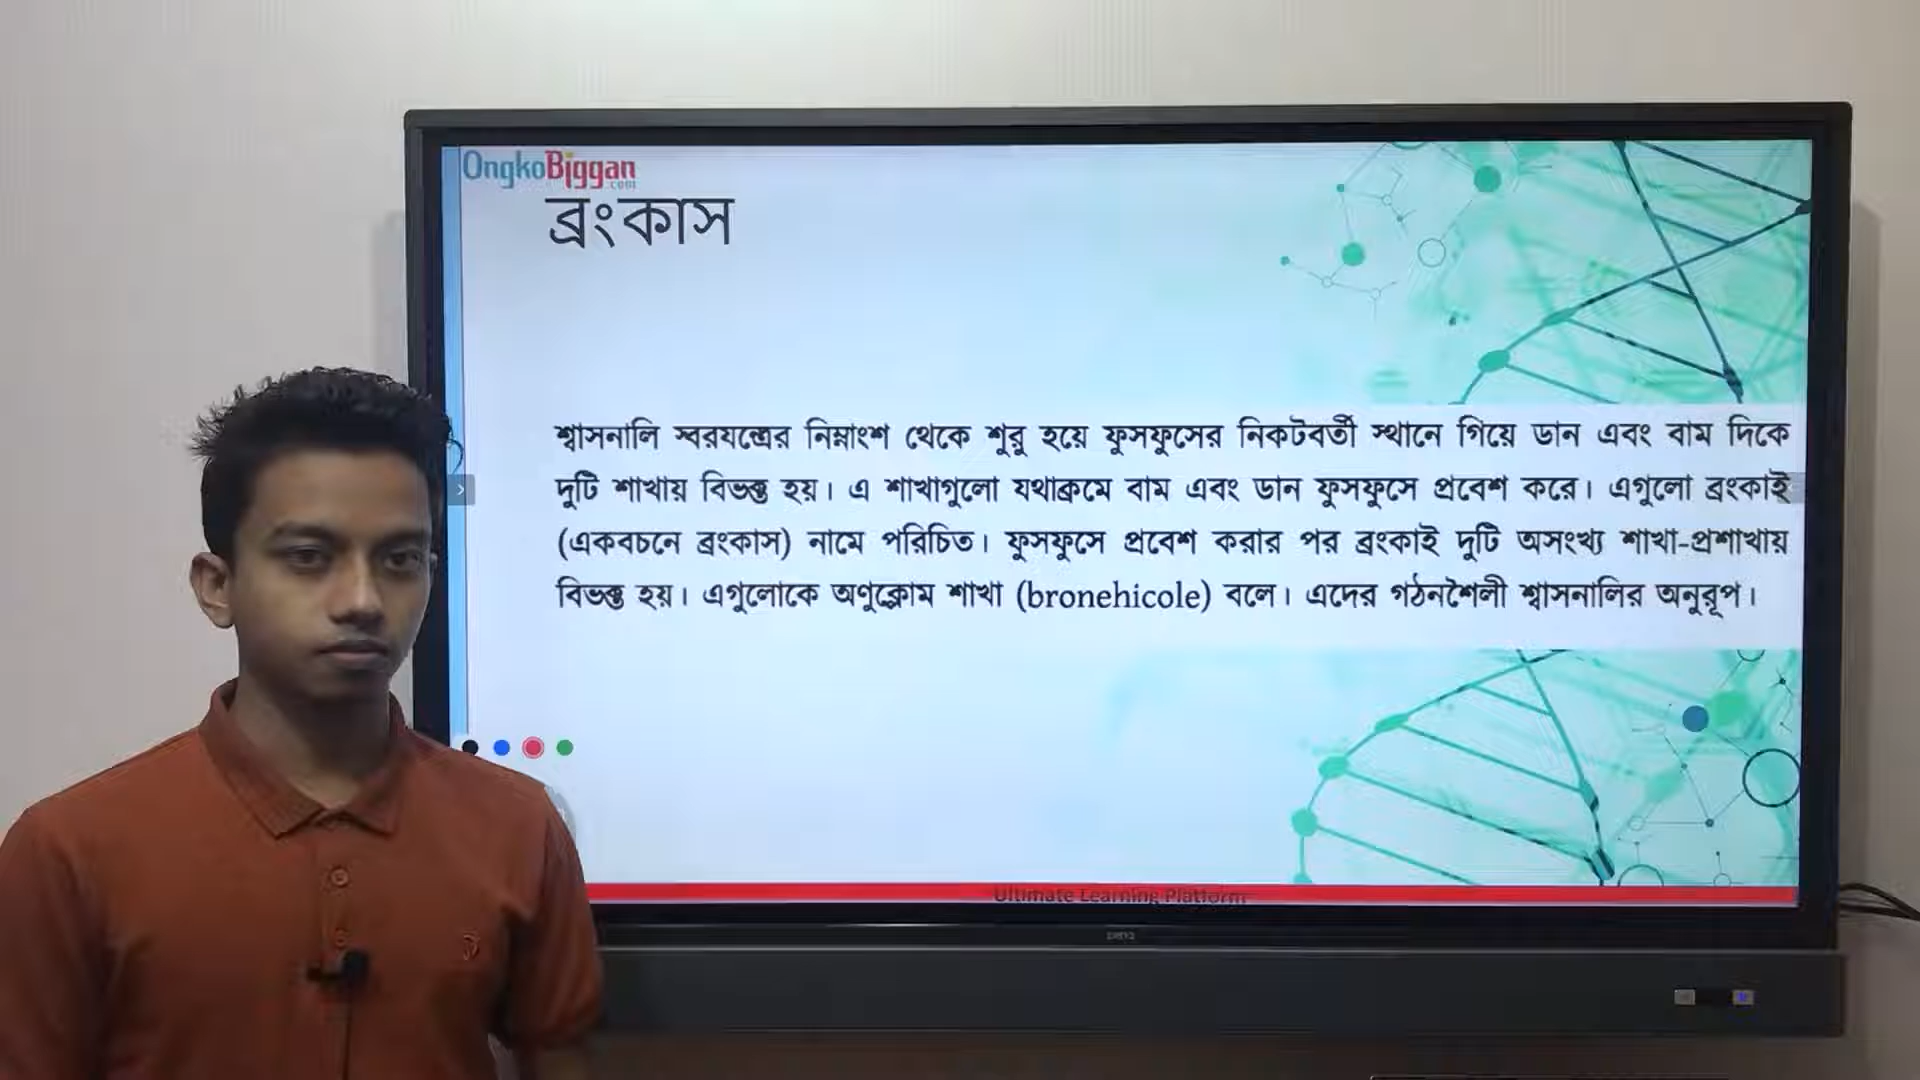 OngkoBiggan
.com
ব্রংকাস
শ্বাসনালি স্বরযন্ত্রের নিম্নাংশ থেকে শুরু হয়ে ফুসফুসের নিকটবর্তী স্থানে গিয়ে ডান এবং বাম দিকে
দুটি শাখায় বিভক্ত হয়। এ শাখাগুলো যথাক্রমে বাম এবং ডান ফুসফুসে প্রবেশ করে। এগুলো ব্রংকাই
(একবচনে ব্রংকাস) নামে পরিচিত। ফুসফুসে প্রবেশ করার পর ব্রংকাই দুটি অসংখ্য শাখা-প্রশাখায়
বিভক্ত হয়। এগুলোকে অণুক্লোম শাখা (bronehicole) বলে। এদের গঠনশৈলী শ্বাসনালির অনুরূপ।
Ultimate Learning Platform